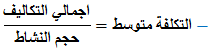 – التكلفة متوسط = اجمالي التكاليف / حجم النشاط